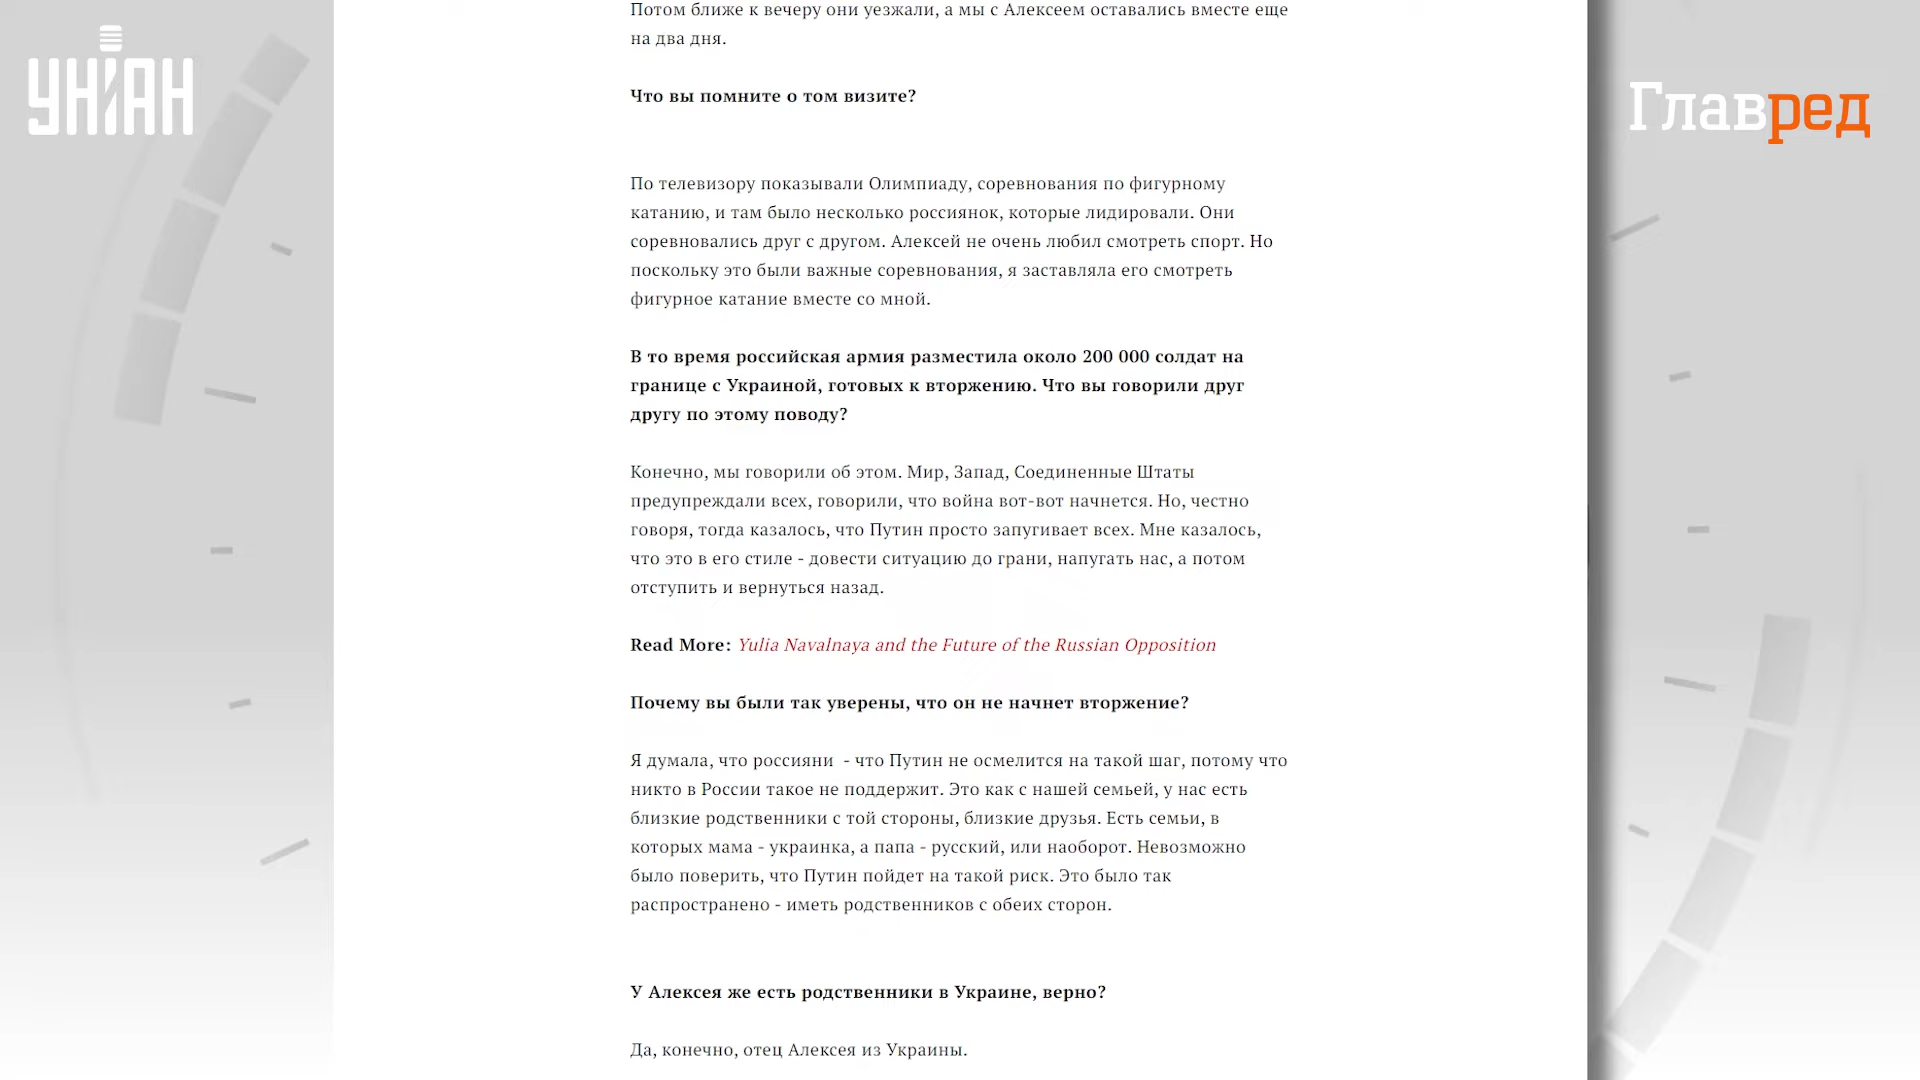 УНІАН
Главред
Потом ближе к вечеру они уезжали, а мы с Алексеем оставались вместе еще
на два дня.
Что вы помните о том визите?
По телевизору показывали Олимпиаду, соревнования по фигурному
катанию, и там было несколько россиянок, которые лидировали. Они
соревновались друг с другом. Алексей не очень любил смотреть спорт. Но
поскольку это были важные соревнования, я заставляла его смотреть
фигурное катание вместе со мной.
В то время российская армия разместила около 200 000 солдат на
границе с Украиной, готовых к вторжению. Что вы говорили друг
другу по этому поводу?
Конечно, мы говорили об этом. Мир, Запад, Соединенные Штаты
предупреждали всех, говорили, что война вот-вот начнется. Но, честно
говоря, тогда казалось, что Путин просто запугивает всех. Мне казалось,
что это в его стиле - довести ситуацию до грани, напугать нас, а потом
отступить и вернуться назад.
Read More: Yulia Navalnaya and the Future of the Russian Opposition
Почему вы были так уверены, что он не начнет вторжение?
Я думала, что россияни  - что Путин не осмелится на такой шаг, потому что
никто в России такое не поддержит. Это как с нашей семьей, у нас есть
близкие родственники с той стороны, близкие друзья. Есть семьи, в
которых мама - украинка, а папа - русский, или наоборот. Невозможно
было поверить, что Путин пойдет на такой риск. Это было так
распространено - иметь родственников с обеих сторон.
У Алексея же есть родственники в Украине, верно?
Да, конечно, отец Алексея из Украины.